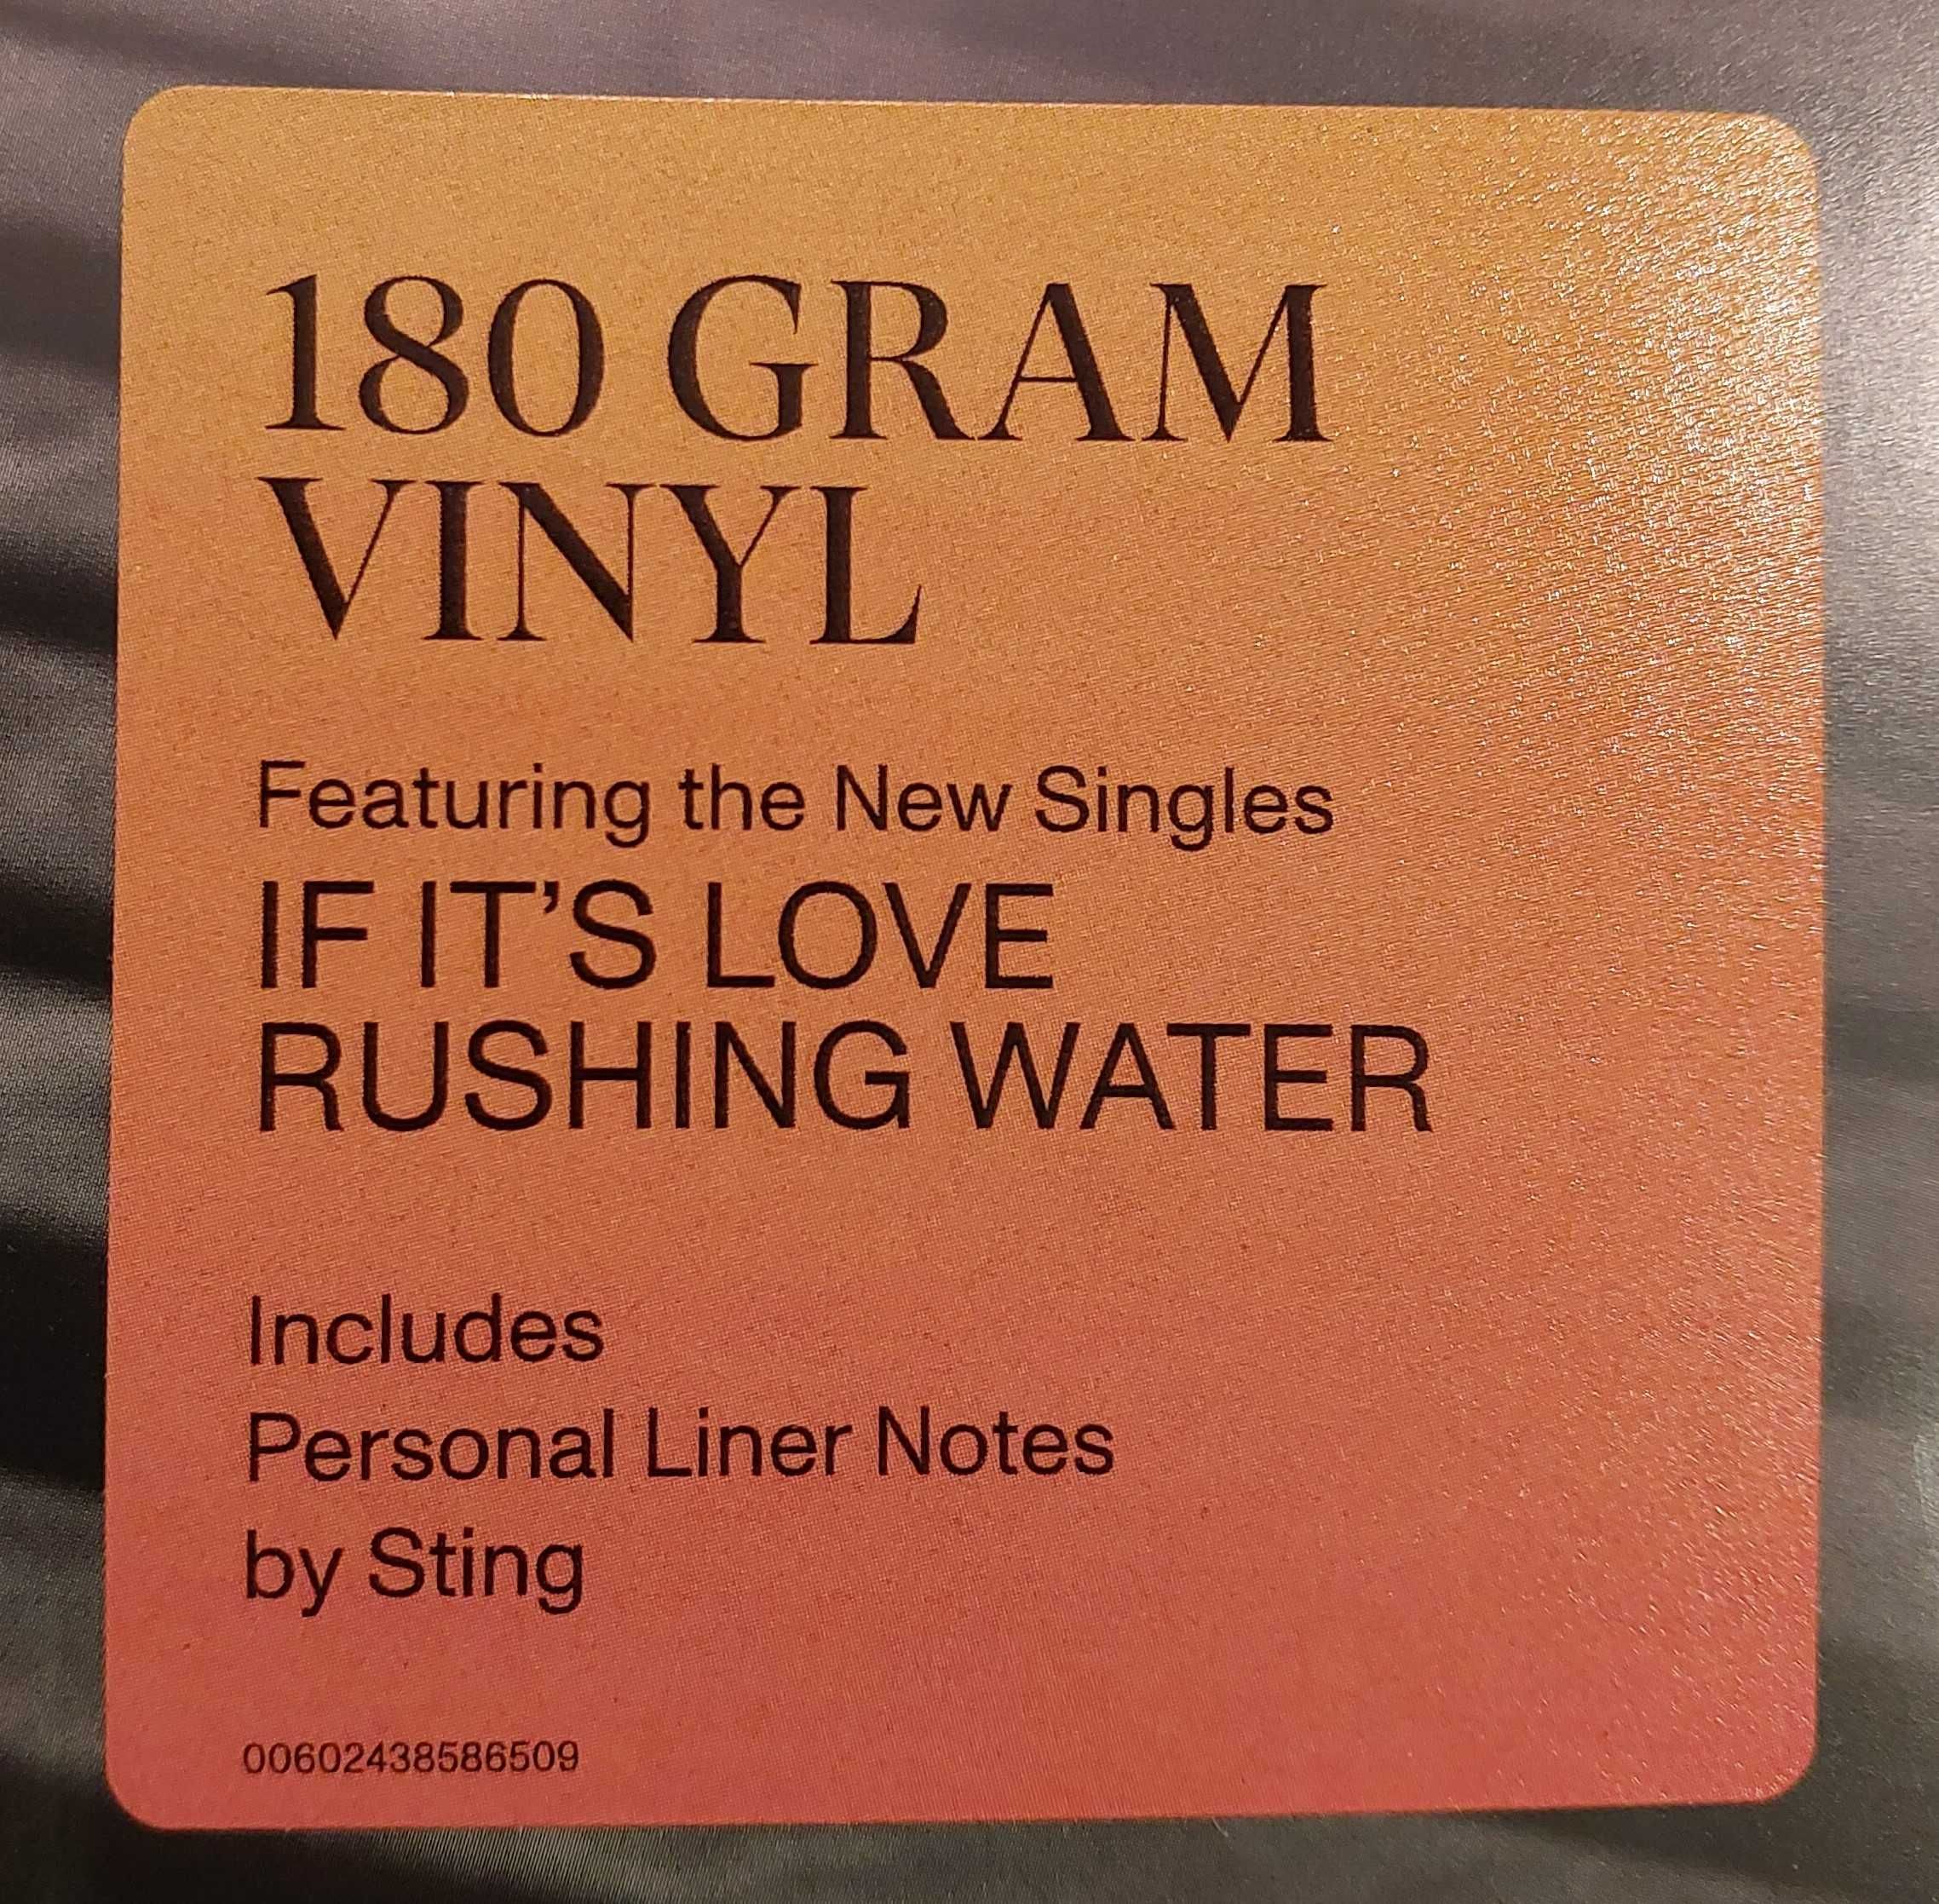 180 GRAM
VINYL
Featuring the New Singles
IF IT’S LOVE
RUSHING WATER
Includes
Personal Liner Notes
by Sting
00602438586509